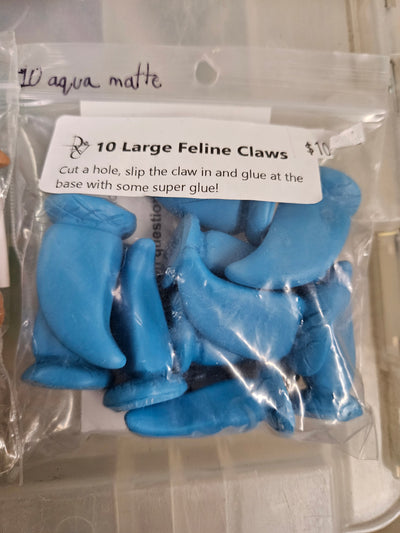 10 aqua matte
10 Large Feline Claws $10
Cut a hole, slip the claw in and glue at the
base with some super glue!
question